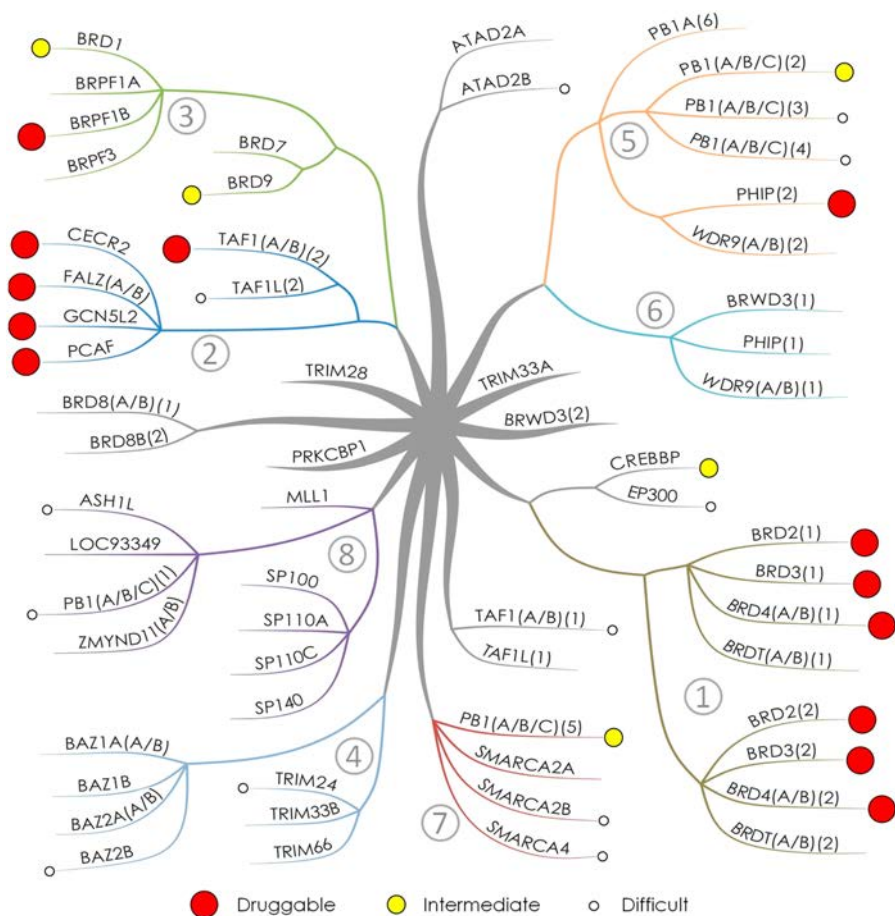 BRD1
BRPF1A
BRPF1B
BRPF3
3
BRD7
BRD9
ATAD2A
ATAD2B
PB1A(6)
PB1(A/B/C)(2)
PB1(A/B/C)(3)
PB1(A/B/C)(4)
5
PHIP(2)
WDR9(A/B)(2)
CECR2
FALZ(A/B)
GCN5L2
PCAF
2
TAF1(A/B)(2)
TAF1L(2)
6
BRWD3(1)
PHIP(1)
WDR9(A/B)(1)
TRIM28
TRIM33A
BRD8(A/B)(1)
BRD8B(2)
BRWD3(2)
PRKCBP1
CREBBP
EP300
MLL1
ASH1L
LOC93349
PB1(A/B/C)(1)
ZMYND11(A/B)
8
SP100
SP110A
SP110C
SP140
TAF1(A/B)(1)
TAF1L(1)
BRD2(1)
BRD3(1)
BRD4(A/B)(1)
BRDT(A/B)(1)
1
BRD2(2)
BRD3(2)
BRD4(A/B)(2)
BRDT(A/B)(2)
BAZ1A(A/B)
BAZ1B
BAZ2A(A/B)
BAZ2B
4
TRIM24
TRIM33B
TRIM66
PB1(A/B/C)(5)
SMARCA2A
SMARCA2B
SMARCA4
7
Druggable
Intermediate
Difficult